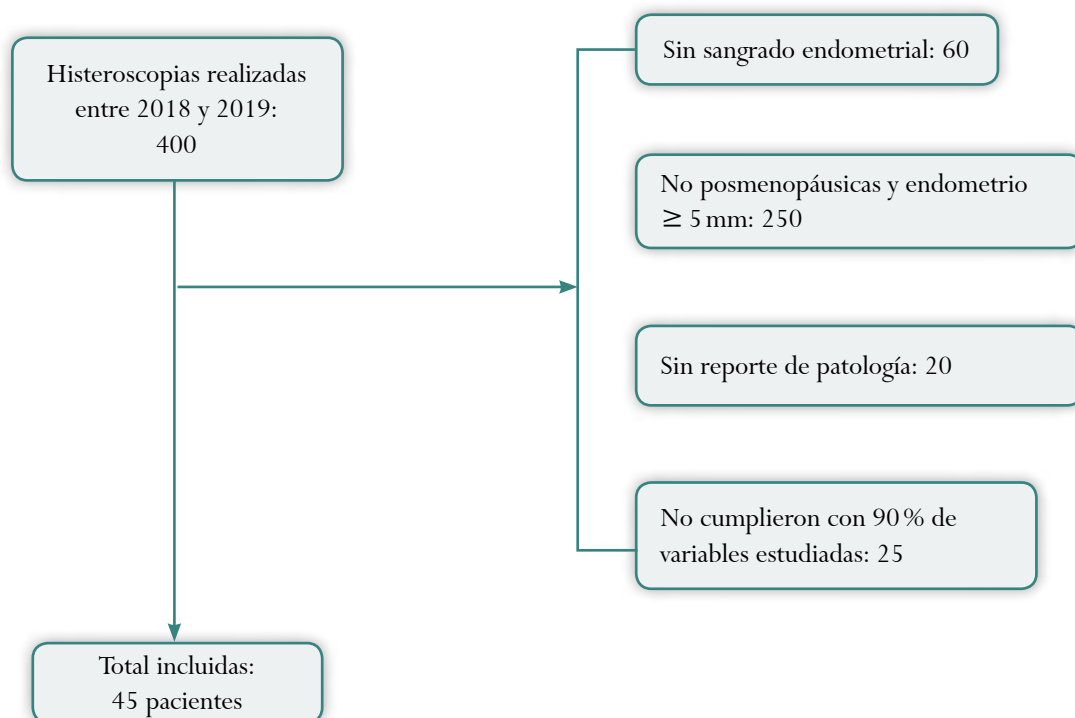 Histeroscopias realizadas
entre 2018 y 2019:
400
Sin sangrado endometrial: 60
No posmenopáusicas y endometrio
≥ 5 mm: 250
Sin reporte de patología: 20
No cumplieron con 90 % de
variables estudiadas: 25
Total incluidas:
45 pacientes